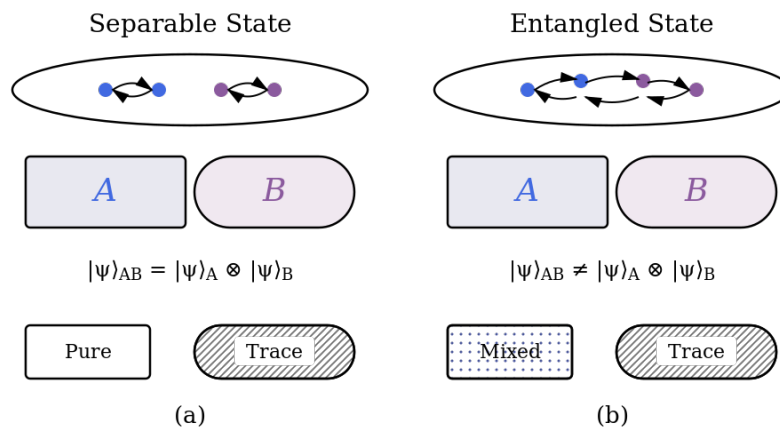 Separable State
Entangled State
A
B
A
B
|ψ⟩AB = |ψ⟩A ⊗ |ψ⟩B
|ψ⟩AB ≠ |ψ⟩A ⊗ |ψ⟩B
Pure
Trace
Mixed
Trace
(a)
(b)